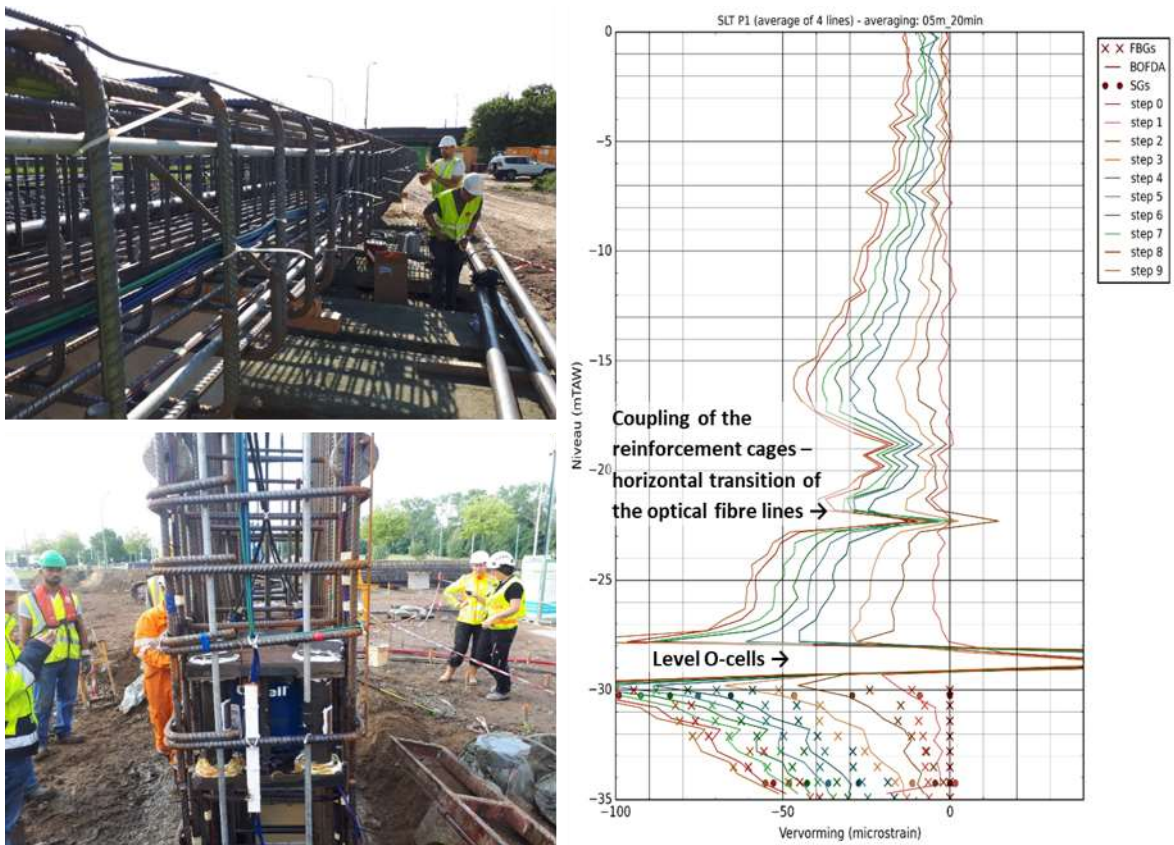 SLT P1 (average of 4 lines) - averaging: 05m_20min
0
−5
−10
−15
−20
−25
−30
−35
Niveau (mTAW)
Coupling of the
reinforcement cages –
horizontal transition of
the optical fibre lines →
Level O-cells →
−100
−50
0
Vervorming (microstrain)
FBGs
BOFDA
SGs
step 0
step 1
step 2
step 3
step 4
step 5
step 6
step 7
step 8
step 9